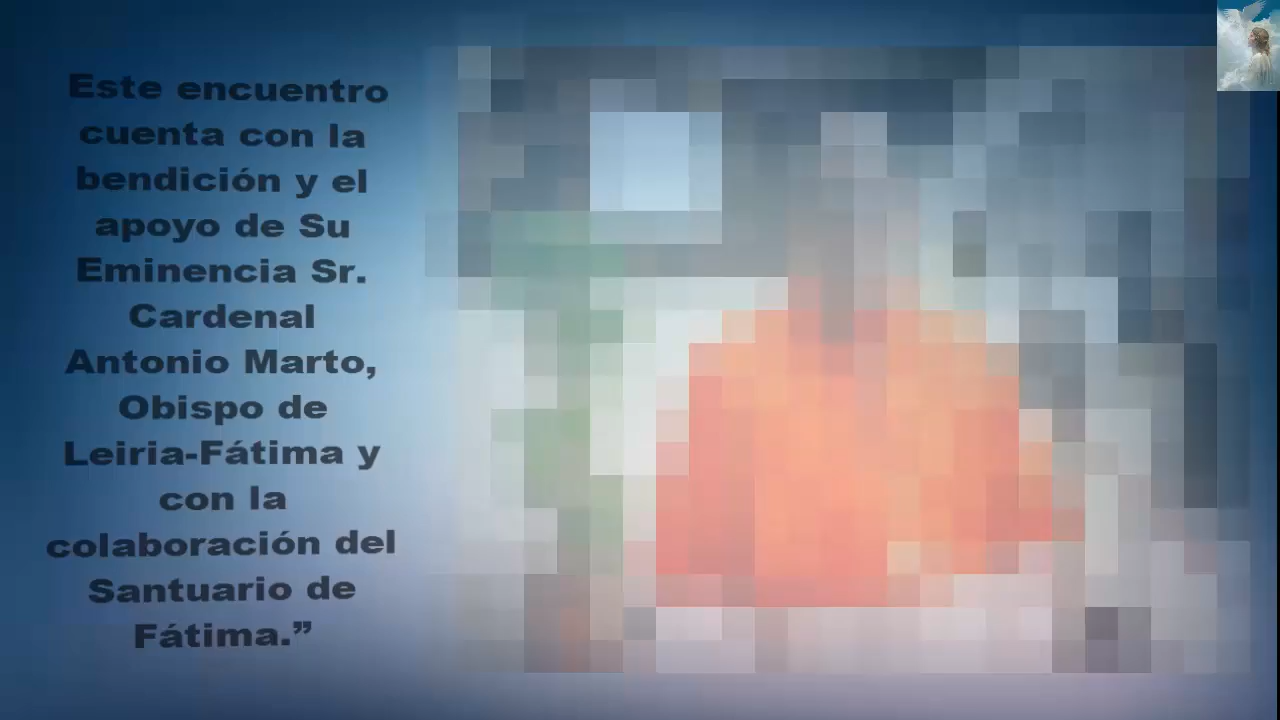 Este encuentro
cuenta con la
bendición y el
apoyo de Su
Eminencia Sr.
Cardenal
Antonio Marto,
Obispo de
Leiria-Fátima y
con la
colaboración del
Santuario de
Fátima.”